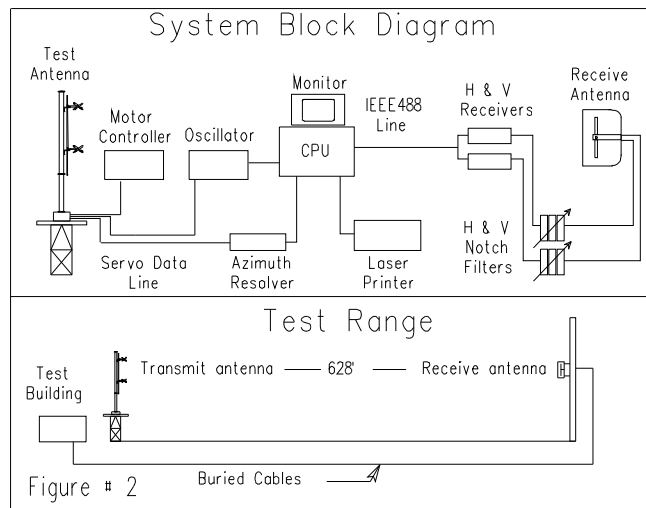 System Block Diagram
Test
Antenna
Motor
Controller
Oscillator
Monitor
CPU
IEEE488
Line
H & V
Receivers
Receive
Antenna
Servo Data
Line
Azimuth
Resolver
Laser
Printer
H & V
Notch
Filters
Test Range
Test
Building
Transmit antenna
628'
Receive antenna
Buried Cables
Figure # 2